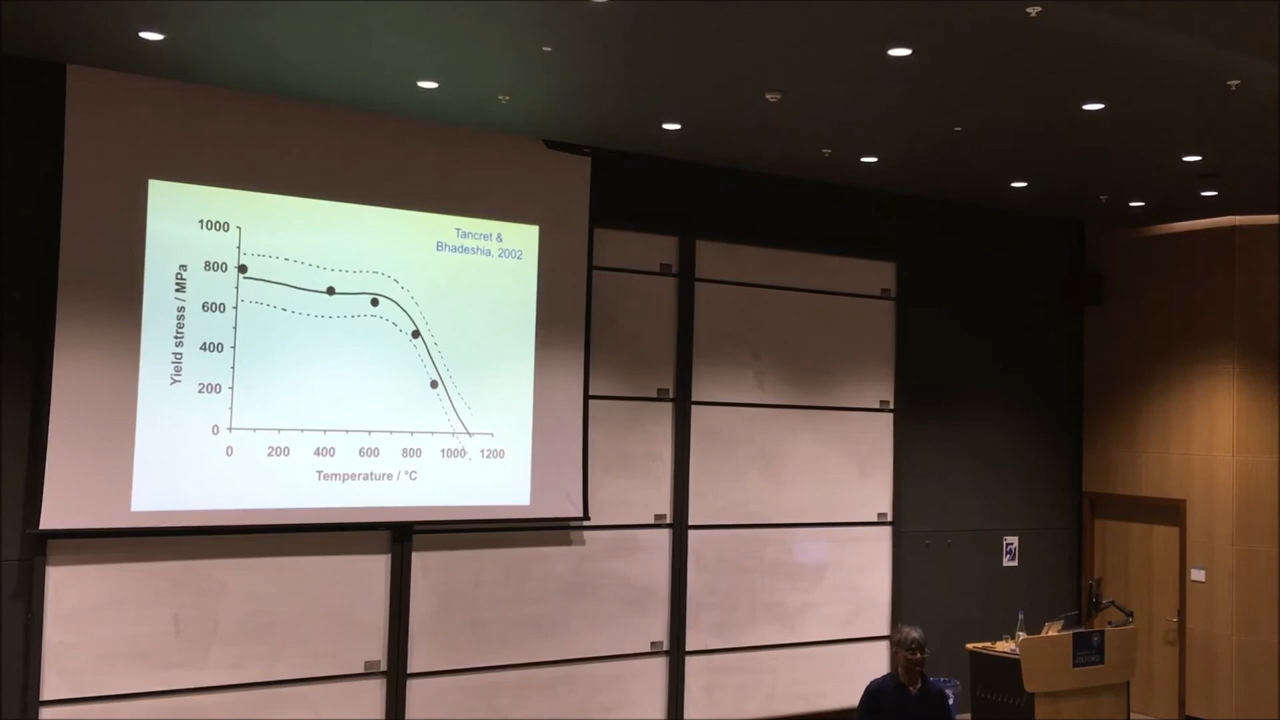 Tancret &
Bhadeshia, 2002
1000
800
600
400
200
0
Yield stress / MPa
0 200 400 600 800 1000 1200
Temperature / °C
OXFORD